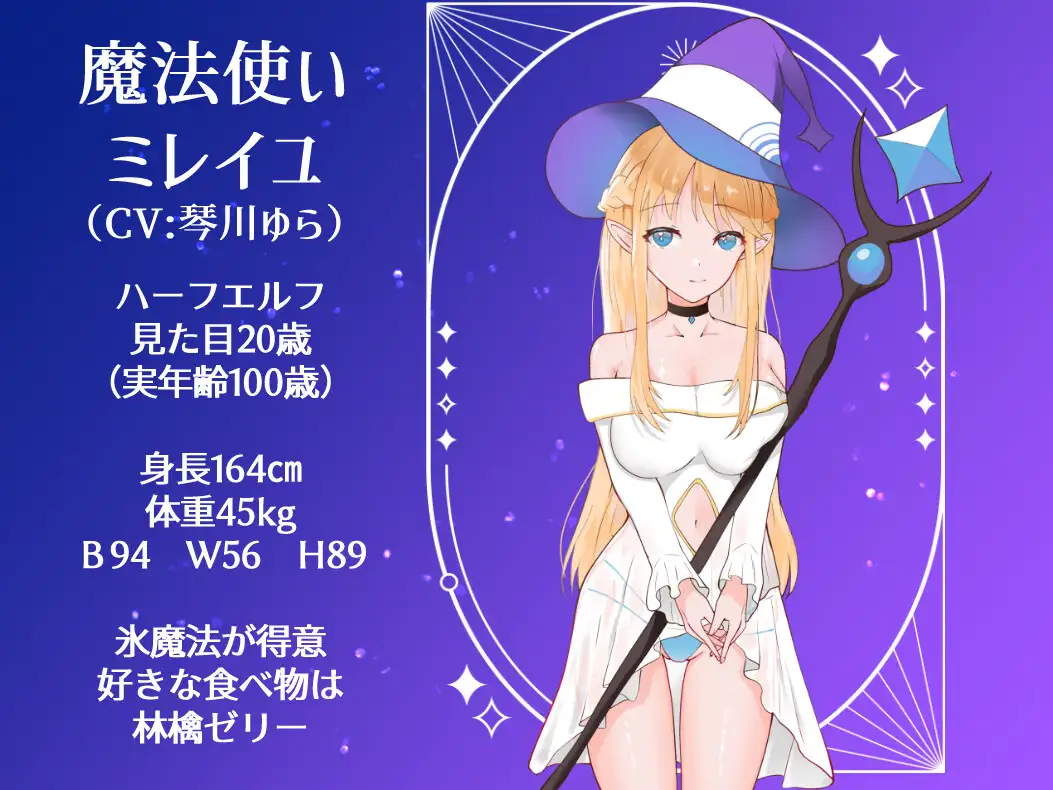 魔法使い
ミレイユ
（CV:琴川ゆら）
ハーフエルフ
見た目20歳
（実年齢100歳）
身長164㎝
体重45kg
B94　W56　H89
氷魔法が得意
好きな食べ物は
林檎ゼリー